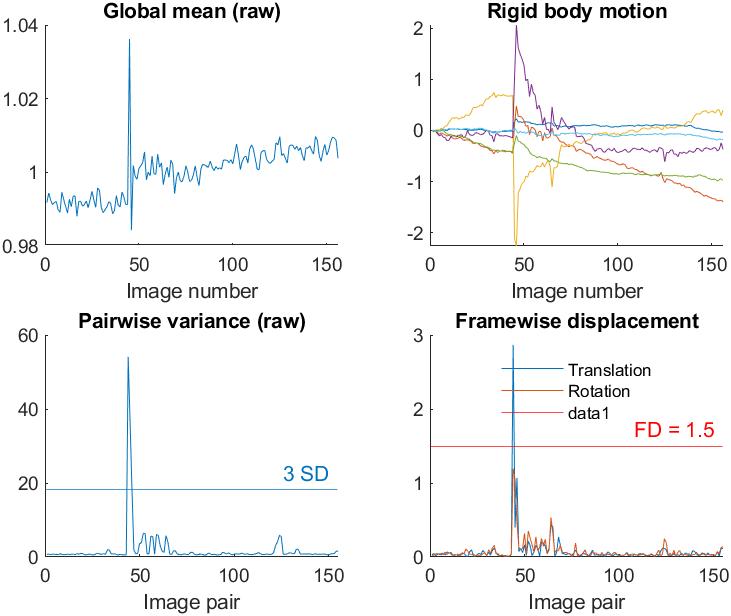 Global mean (raw)
1.04
1.02
1
0.98
0
50
100
150
Image number
Rigid body motion
2
1
0
-1
-2
0
50
100
150
Image number
Pairwise variance (raw)
60
40
20
0
3 SD
0
50
100
150
Image pair
Framewise displacement
3
2
1
0
Translation
Rotation
data1
FD = 1.5
0
50
100
150
Image pair